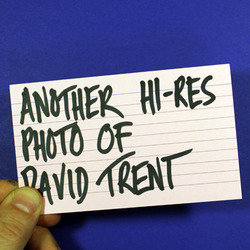 ANOTHER HI-RES
PHOTO OF
DAVID TRENT